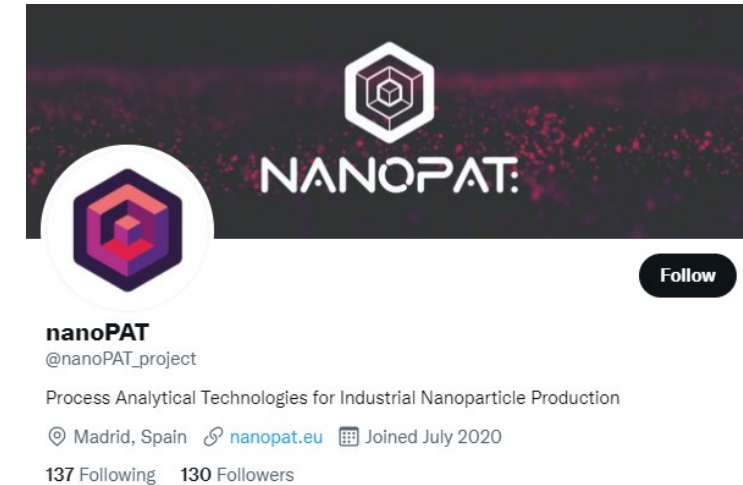 NANOPAT:
Follow
nanoPAT
@nanoPAT_project
Process Analytical Technologies for Industrial Nanoparticle Production
Madrid, Spain nanopat.eu Joined July 2020
137 Following 130 Followers